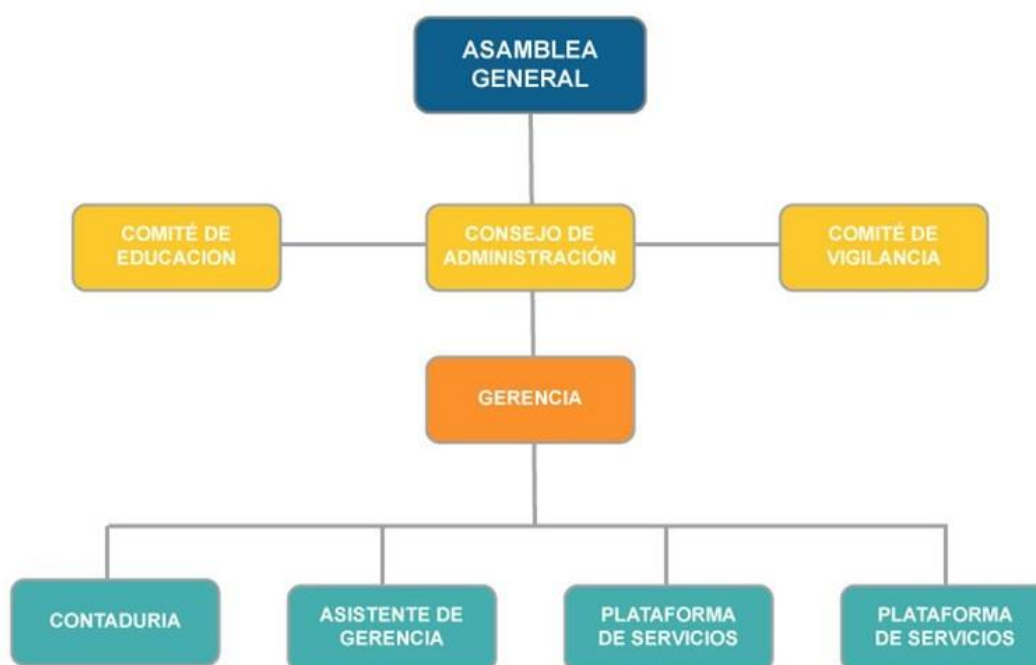 ASAMBLEA
GENERAL
COMITÉ DE
EDUCACION
CONSEJO DE
ADMINISTRACIÓN
COMITÉ DE
VIGILANCIA
GERENCIA
CONTADURIA
ASISTENTE DE
GERENCIA
PLATAFORMA
DE SERVICIOS
PLATAFORMA
DE SERVICIOS